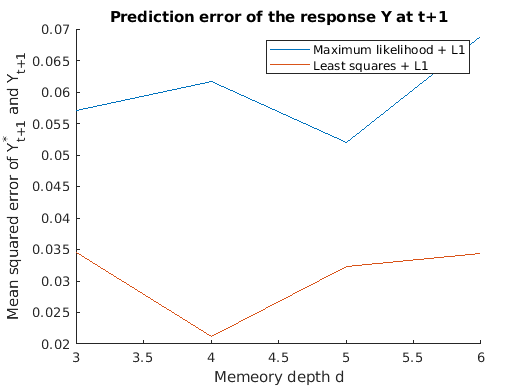 Prediction error of the response Y at t+1
Maximum likelihood + L1
Least squares + L1
Mean squared error of Y*t+1 and Yt+1
0.07
0.065
0.06
0.055
0.05
0.045
0.04
0.035
0.03
0.025
0.02
3 3.5 4 4.5 5 5.5 6
Memeory depth d